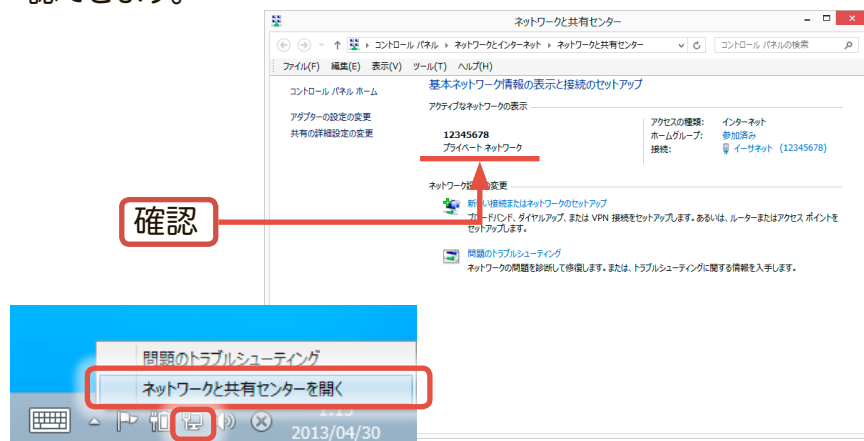 認できます。
ネットワークと共有センター
コントロール パネル ▸ ネットワークとインターネット ▸ ネットワークと共有センター
コントロール パネルの検索
ファイル(F) 編集(E) 表示(V) ツール(T) ヘルプ(H)
コントロール パネル ホーム
アダプターの設定の変更
共有の詳細設定の変更
基本ネットワーク情報の表示と接続のセットアップ
アクティブなネットワークの表示
12345678
プライベート ネットワーク
アクセスの種類: インターネット
ホームグループ: 参加済み
接続: イーサネット (12345678)
ネットワーク設定の変更
新しい接続またはネットワークのセットアップ
ブロードバンド、ダイヤルアップ、または VPN 接続をセットアップします。あるいは、ルーターまたはアクセス ポイントを
セットアップします。
問題のトラブルシューティング
ネットワークの問題を診断して修復します。または、トラブルシューティングに関する情報を入手します。
確認
問題のトラブルシューティング
ネットワークと共有センターを開く
2013/04/30